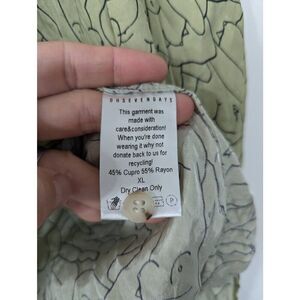 OHSEVENDAYS
This garment was
made with
care&consideration!
When you're done
wearing it why not
donate back to us for
recycling?
45% Cupro 55% Rayon
XL
Dry Clean Only
P